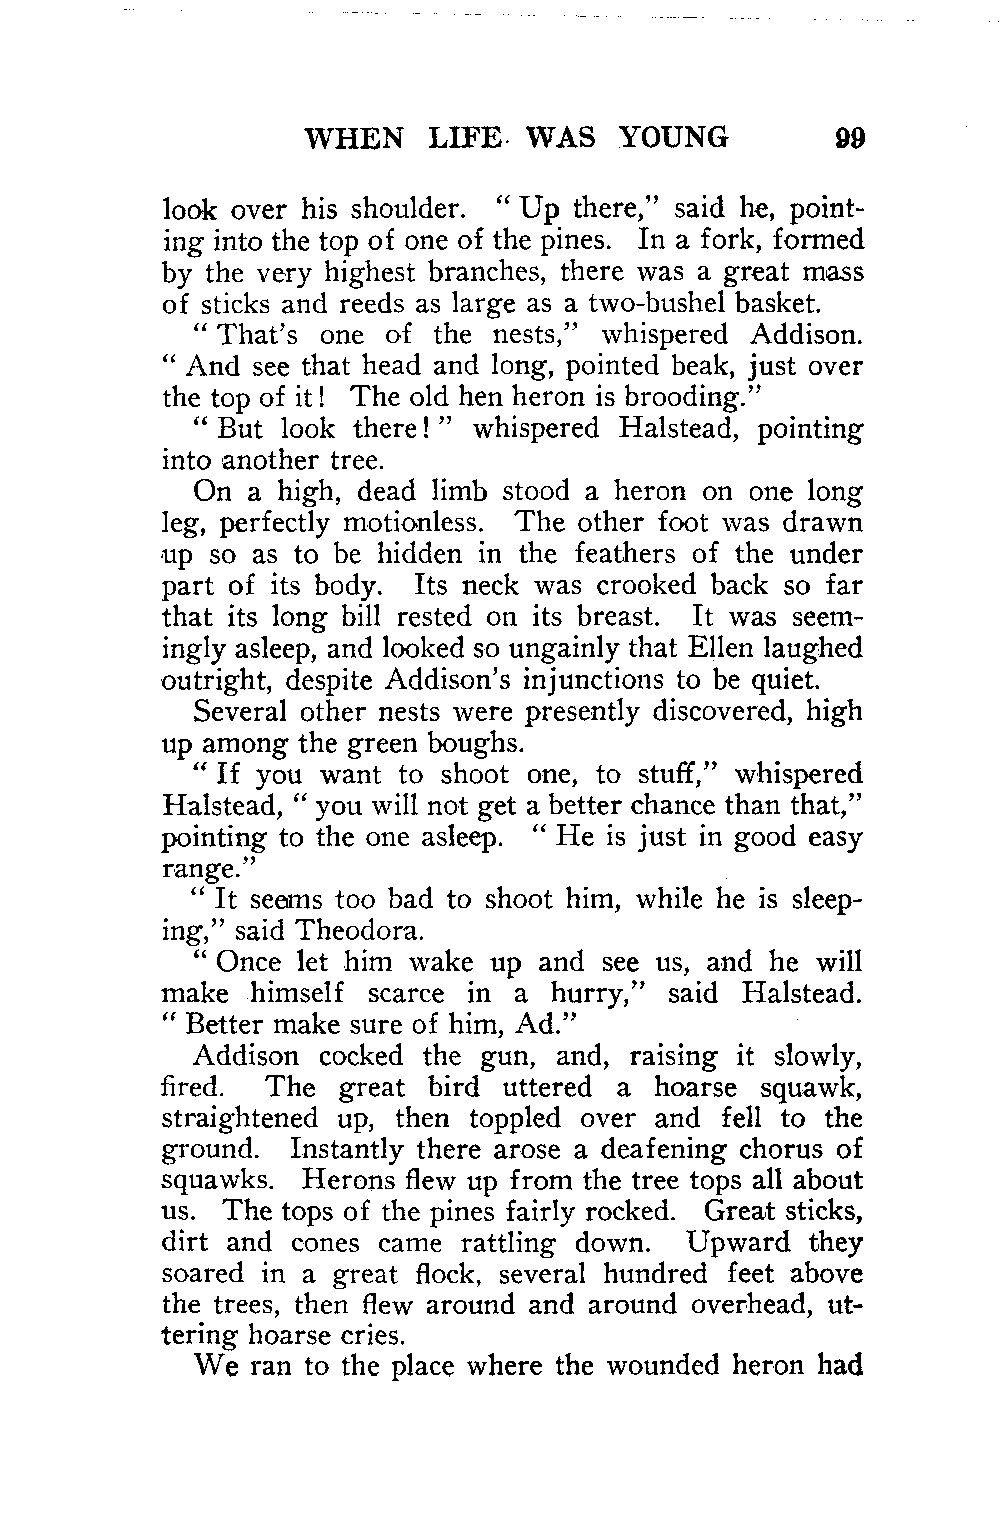 WHEN LIFE WAS YOUNG 99
look over his shoulder. " Up there," said he, point-
ing into the top of one of the pines. In a fork, formed
by the very highest branches, there was a great mass
of sticks and reeds as large as a two-bushel basket.
" That's one of the nests," whispered Addison.
" And see that head and long, pointed beak, just over
the top of it! The old hen heron is brooding."
" But look there! " whispered Halstead, pointing
into another tree.
On a high, dead limb stood a heron on one long
leg, perfectly motionless. The other foot was drawn
up so as to be hidden in the feathers of the under
part of its body. Its neck was crooked back so far
that its long bill rested on its breast. It was seem-
ingly asleep, and looked so ungainly that Ellen laughed
outright, despite Addison's injunctions to be quiet.
Several other nests were presently discovered, high
up among the green boughs.
" If you want to shoot one, to stuff," whispered
Halstead, " you will not get a better chance than that,"
pointing to the one asleep. " He is just in good easy
range."
" It seems too bad to shoot him, while he is sleep-
ing," said Theodora.
" Once let him wake up and see us, and he will
make himself scarce in a hurry," said Halstead.
" Better make sure of him, Ad."
Addison cocked the gun, and, raising it slowly,
fired. The great bird uttered a hoarse squawk,
straightened up, then toppled over and fell to the
ground. Instantly there arose a deafening chorus of
squawks. Herons flew up from the tree tops all about
us. The tops of the pines fairly rocked. Great sticks,
dirt and cones came rattling down. Upward they
soared in a great flock, several hundred feet above
the trees, then flew around and around overhead, ut-
tering hoarse cries.
We ran to the place where the wounded heron had